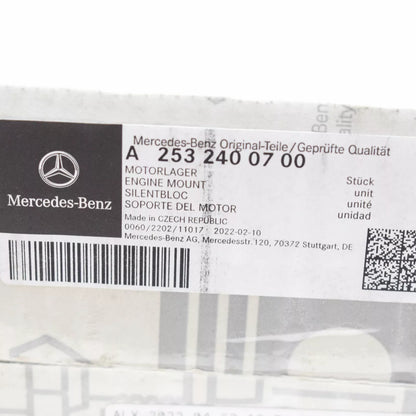 Mercedes-Benz Original-Teile/Geprüfte Qualität
A 253 240 07 00
MOTORLAGER
ENGINE MOUNT
SILENTBLOC
SOPORTE DEL MOTOR
Stück
unit
unité
unidad
Made in CZECH REPUBLIC
0060/2202/11017 2022-02-10
Mercedes-Benz AG, Mercedesstr.120, 70372 Stuttgart, DE
Mercedes-Benz